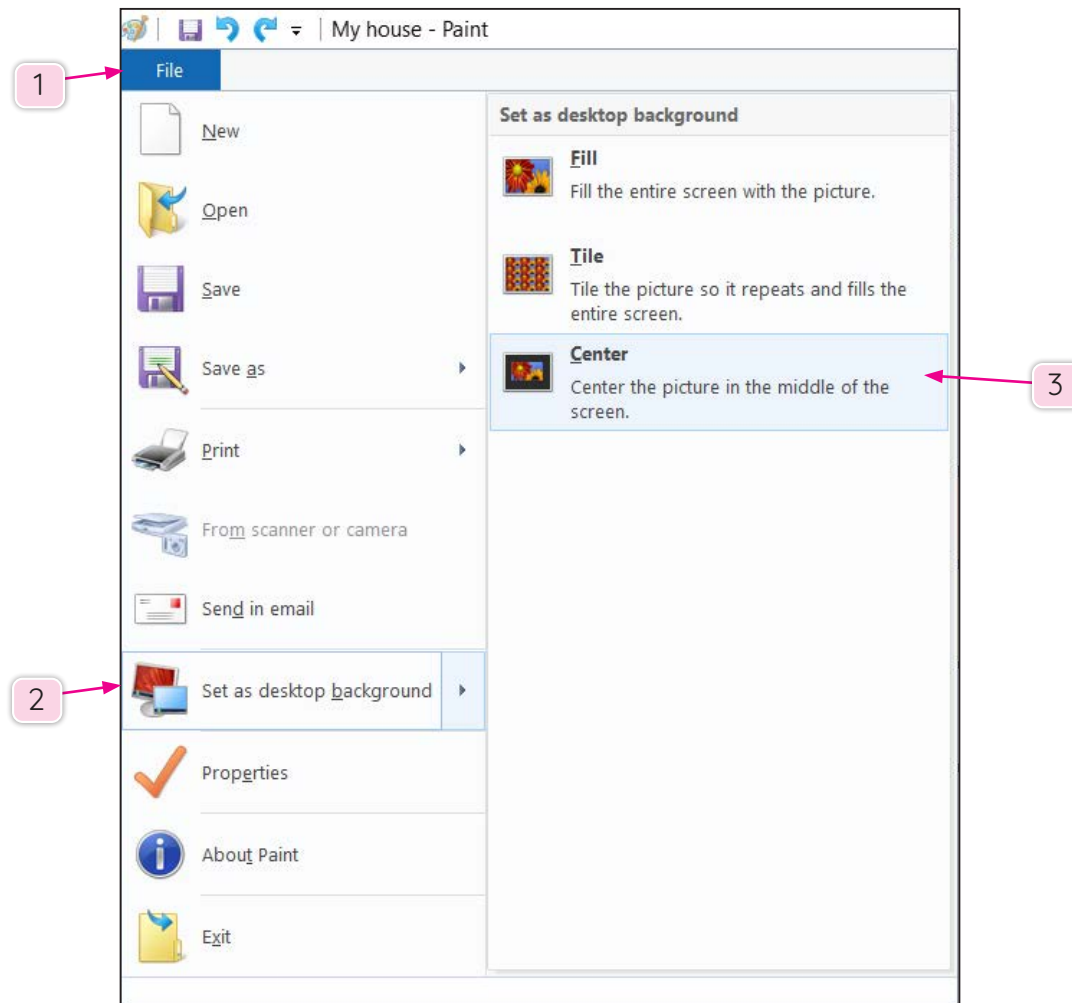 My house - Paint
1
File
New
Open
Save
Save as
Print
From scanner or camera
Send in email
2
Set as desktop background
Properties
About Paint
Exit
Set as desktop background
Fill
Fill the entire screen with the picture.
Tile
Tile the picture so it repeats and fills the
entire screen.
Center
Center the picture in the middle of the
screen.
3